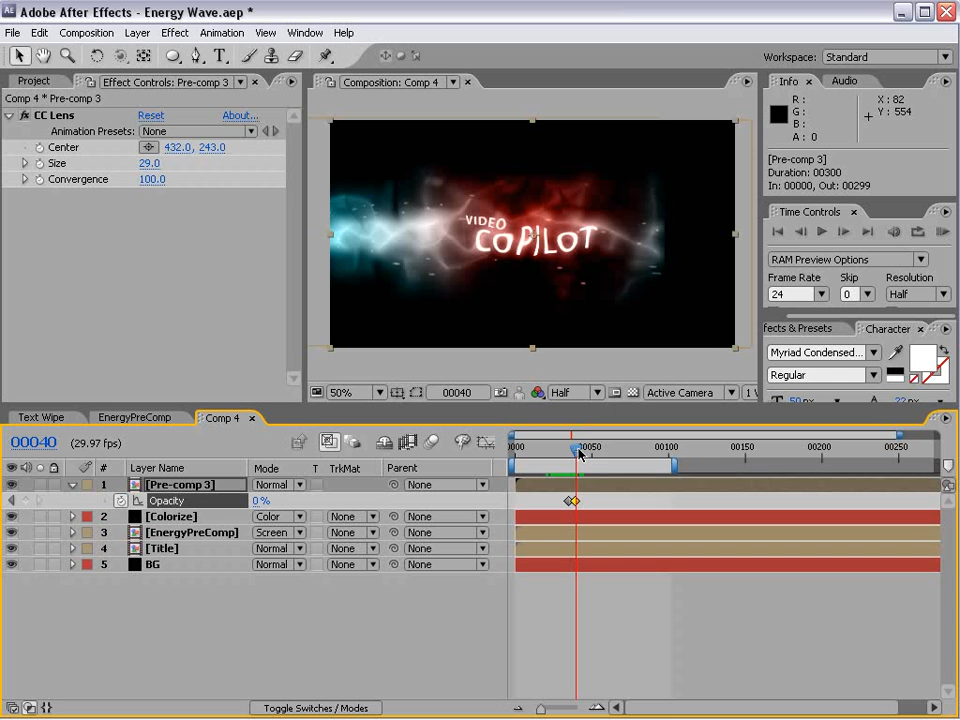 Adobe After Effects - Energy Wave.aep *
File Edit Composition Layer Effect Animation View Window Help
Workspace: Standard
Project Effect Controls: Pre-comp 3
Composition: Comp 4
Info Audio
Comp 4 * Pre-comp 3
CC Lens Reset About...
Animation Presets: None
Center 432.0, 243.0
Size 29.0
Convergence 100.0
VIDEO
COPILOT
R :
G :
B :
A : 0
X : 82
Y : 554
[Pre-comp 3]
Duration: 00300
In: 00000, Out: 00299
Time Controls
RAM Preview Options
Frame Rate Skip Resolution
24 0 Half
ffects & Presets Character
Myriad Condensed...
Regular
50% 00040 Half Active Camera
Text Wipe EnergyPreComp Comp 4
00040 (29.97 fps)
0000 00050 00100 00150 00200 00250
# Layer Name Mode T TrkMat Parent
1 [Pre-comp 3] Normal None
Opacity 0 %
2 [Colorize] Color None None
3 [EnergyPreComp] Screen None None
4 [Title] Normal None None
5 BG Normal None None
Toggle Switches / Modes